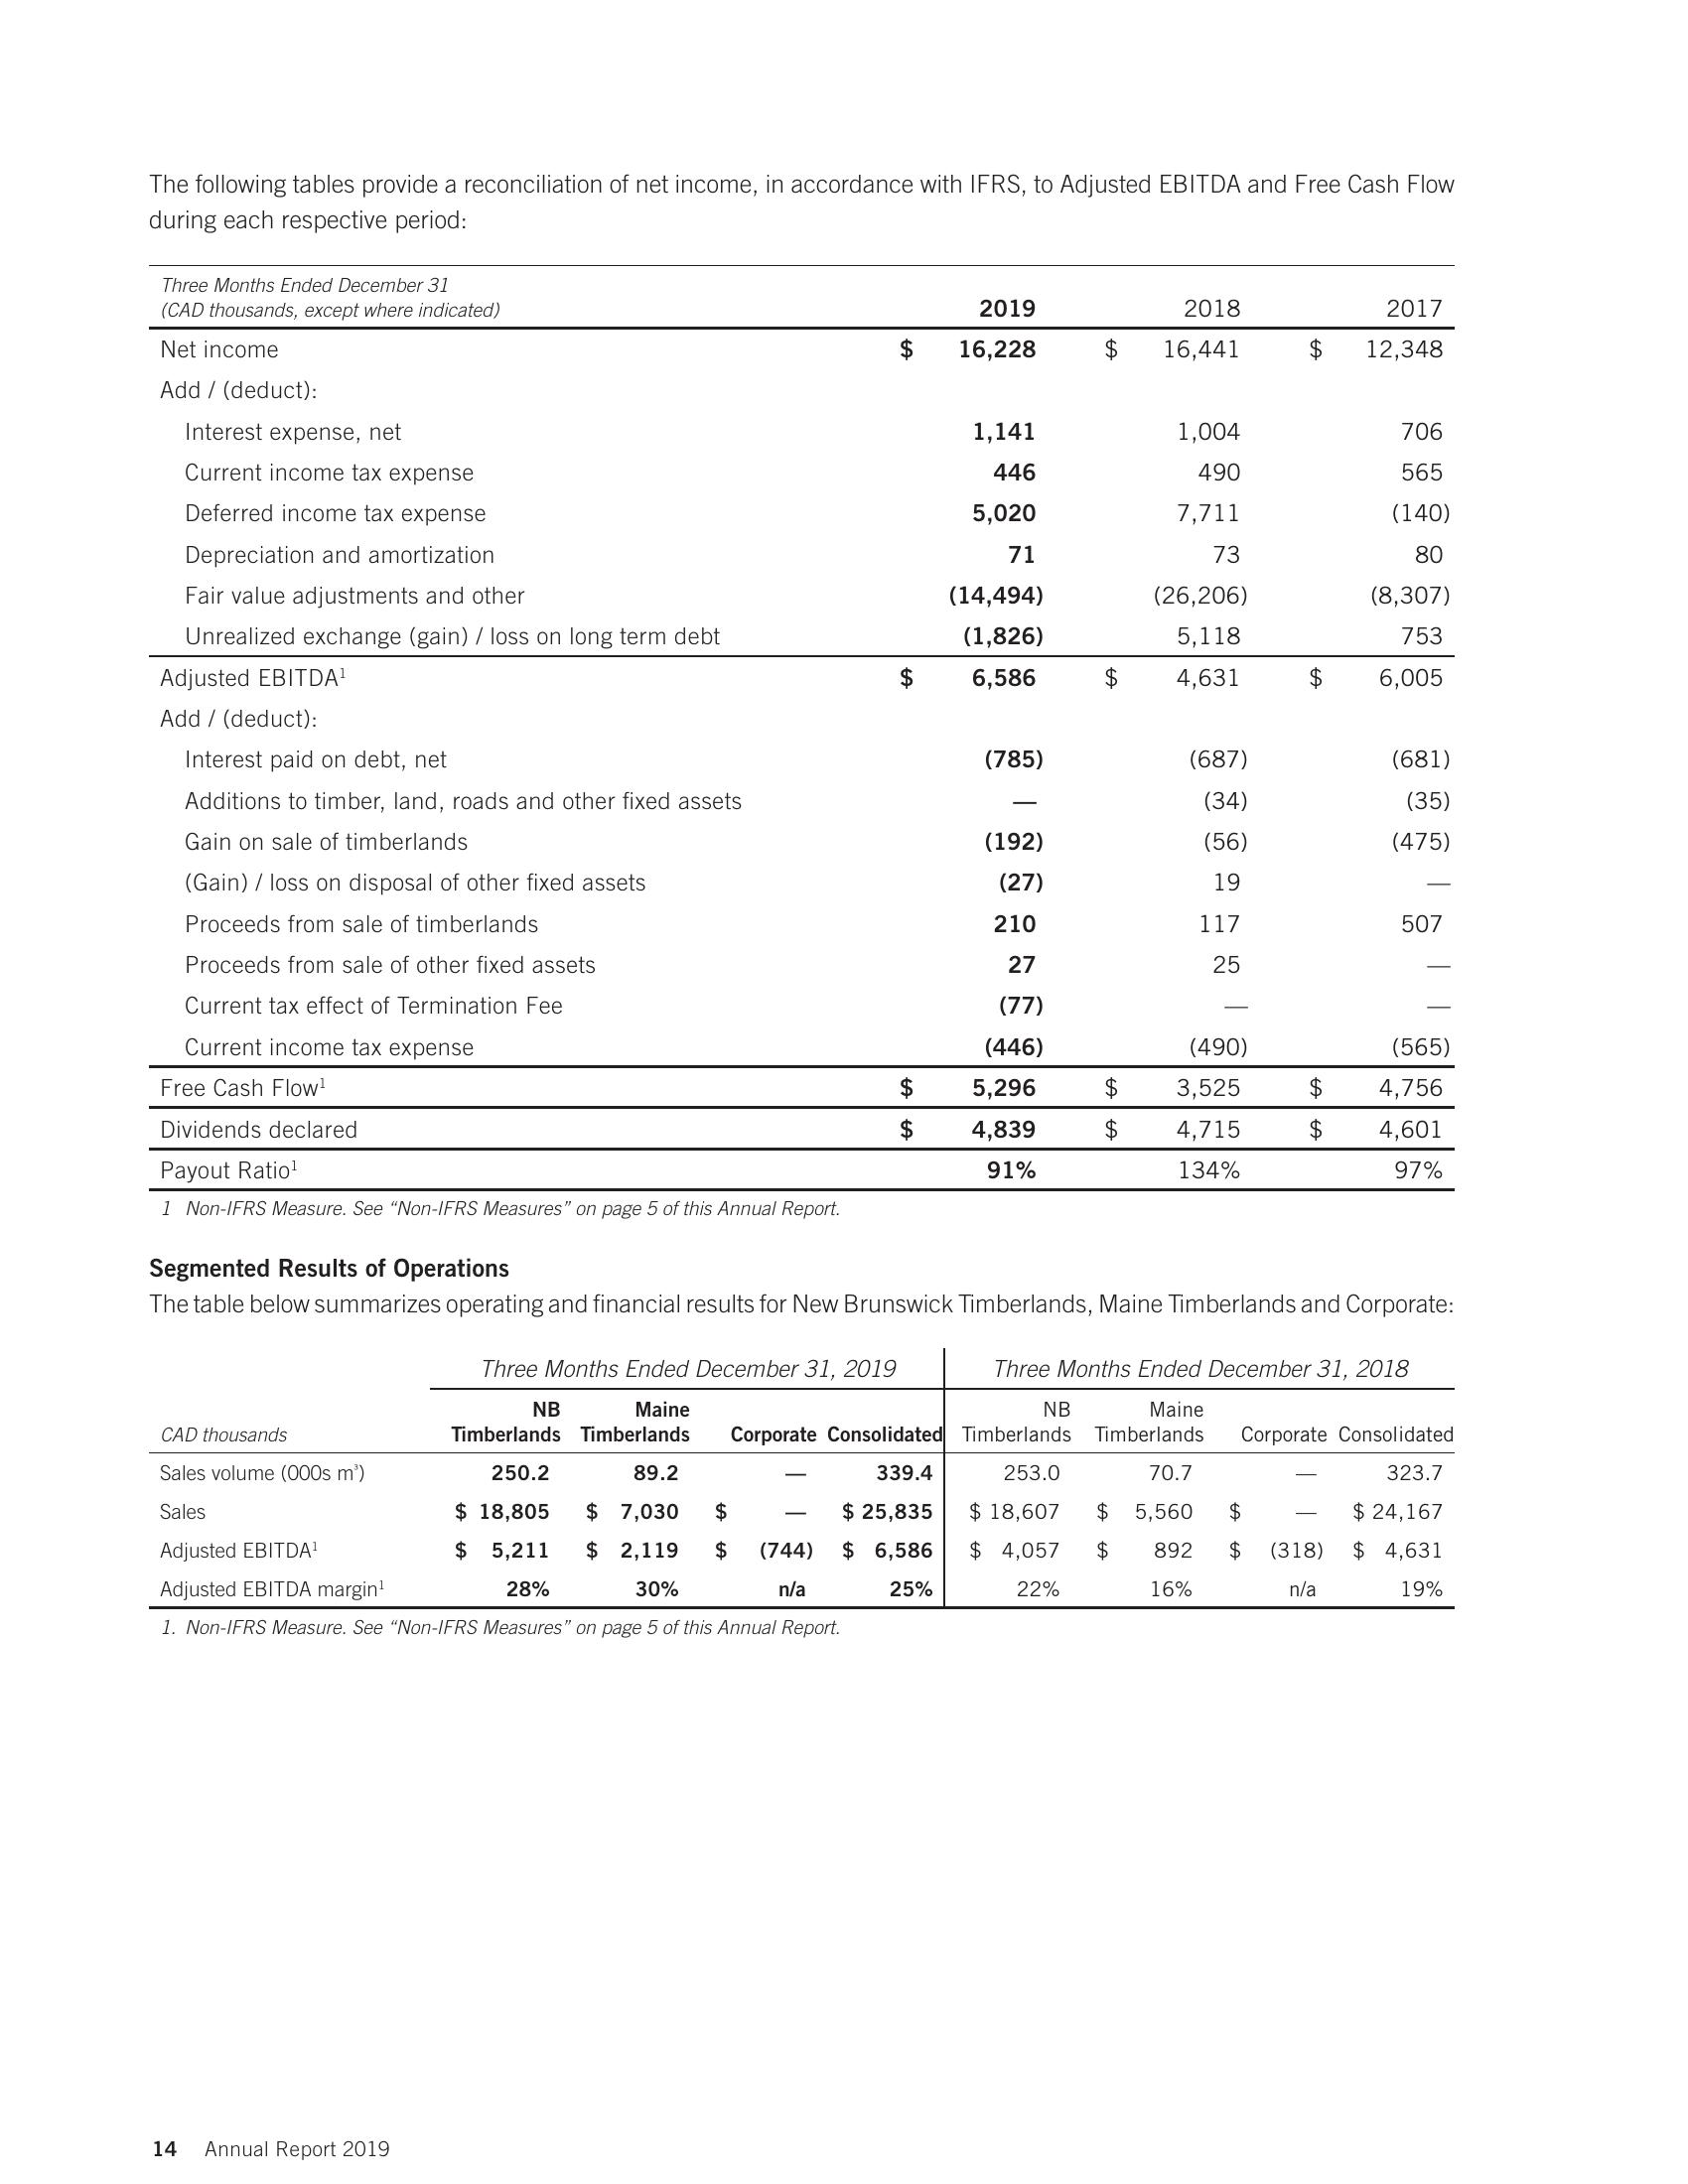 The following tables provide a reconciliation of net income, in accordance with IFRS, to Adjusted EBITDA and Free Cash Flow
during each respective period:
Three Months Ended December 31
(CAD thousands, except where indicated) 2019 2018 2017
Net income $ 16,228 $ 16,441 $ 12,348
Add / (deduct):
Interest expense, net 1,141 1,004 706
Current income tax expense 446 490 565
Deferred income tax expense 5,020 7,711 (140)
Depreciation and amortization 71 73 80
Fair value adjustments and other (14,494) (26,206) (8,307)
Unrealized exchange (gain) / loss on long term debt (1,826) 5,118 753
Adjusted EBITDA¹ $ 6,586 $ 4,631 $ 6,005
Add / (deduct):
Interest paid on debt, net (785) (687) (681)
Additions to timber, land, roads and other fixed assets — (34) (35)
Gain on sale of timberlands (192) (56) (475)
(Gain) / loss on disposal of other fixed assets (27) 19 —
Proceeds from sale of timberlands 210 117 507
Proceeds from sale of other fixed assets 27 25 —
Current tax effect of Termination Fee (77) — —
Current income tax expense (446) (490) (565)
Free Cash Flow¹ $ 5,296 $ 3,525 $ 4,756
Dividends declared $ 4,839 $ 4,715 $ 4,601
Payout Ratio¹ 91% 134% 97%
1 Non-IFRS Measure. See “Non-IFRS Measures” on page 5 of this Annual Report.
Segmented Results of Operations
The table below summarizes operating and financial results for New Brunswick Timberlands, Maine Timberlands and Corporate:
Three Months Ended December 31, 2019 Three Months Ended December 31, 2018
NB Maine NB Maine
CAD thousands Timberlands Timberlands Corporate Consolidated Timberlands Timberlands Corporate Consolidated
Sales volume (000s m³) 250.2 89.2 — 339.4 253.0 70.7 — 323.7
Sales $ 18,805 $ 7,030 $ — $ 25,835 $ 18,607 $ 5,560 $ — $ 24,167
Adjusted EBITDA¹ $ 5,211 $ 2,119 $ (744) $ 6,586 $ 4,057 $ 892 $ (318) $ 4,631
Adjusted EBITDA margin¹ 28% 30% n/a 25% 22% 16% n/a 19%
1. Non-IFRS Measure. See “Non-IFRS Measures” on page 5 of this Annual Report.
14 Annual Report 2019